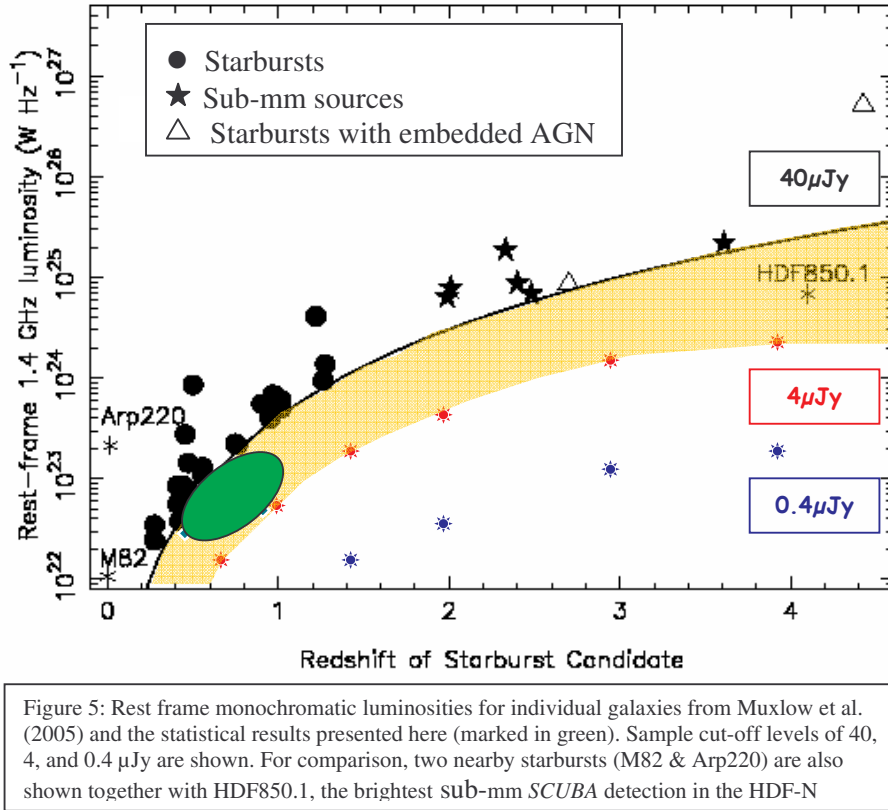 Starbursts
Sub-mm sources
Starbursts with embedded AGN
Rest-frame 1.4 GHz luminosity (W Hz⁻¹)
10²⁷
10²⁶
10²⁵
10²⁴
10²³
10²²
40µJy
HDF850.1
4µJy
Arp220
0.4µJy
M82
0 1 2 3 4
Redshift of Starburst Candidate
Figure 5: Rest frame monochromatic luminosities for individual galaxies from Muxlow et al.
(2005) and the statistical results presented here (marked in green). Sample cut-off levels of 40,
4, and 0.4 µJy are shown. For comparison, two nearby starbursts (M82 & Arp220) are also
shown together with HDF850.1, the brightest sub-mm SCUBA detection in the HDF-N